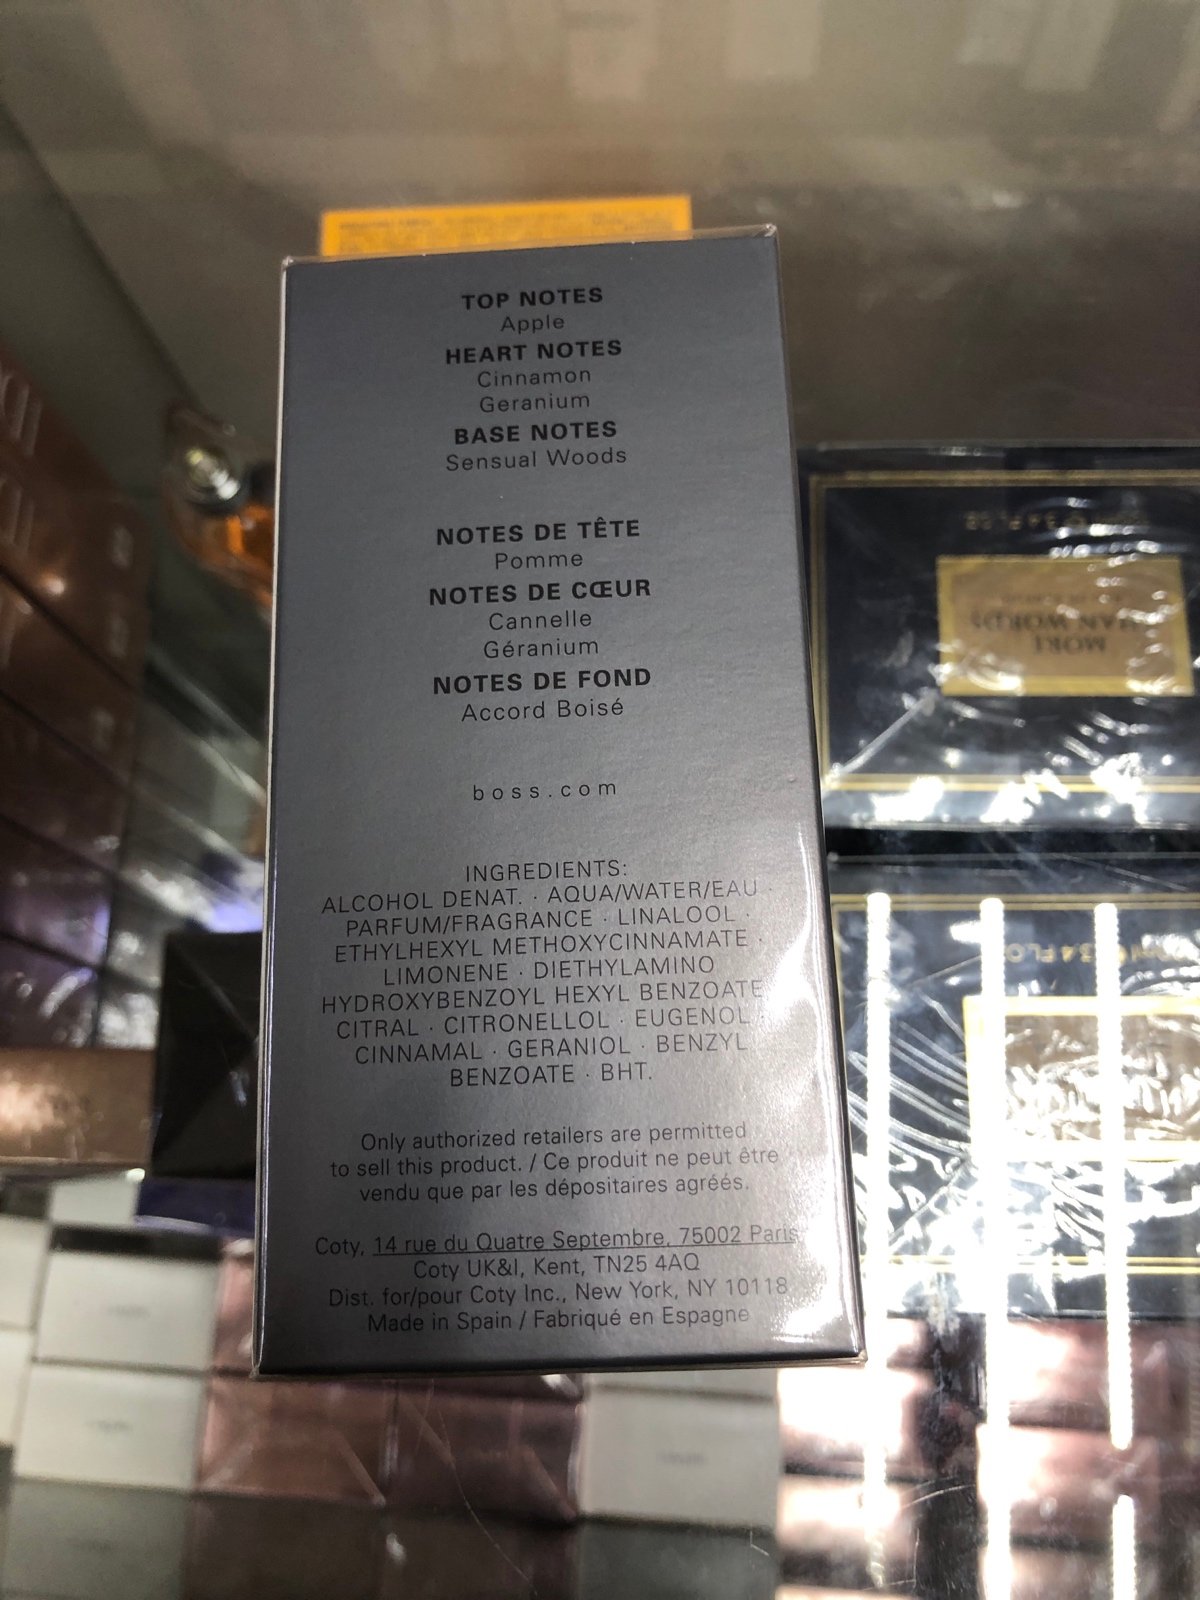 TOP NOTES
Apple
HEART NOTES
Cinnamon
Geranium
BASE NOTES
Sensual Woods
NOTES DE TÊTE
Pomme
NOTES DE CŒUR
Cannelle
Géranium
NOTES DE FOND
Accord Boisé
boss.com
INGREDIENTS:
ALCOHOL DENAT. · AQUA/WATER/EAU ·
PARFUM/FRAGRANCE · LINALOOL ·
ETHYLHEXYL METHOXYCINNAMATE ·
LIMONENE · DIETHYLAMINO
HYDROXYBENZOYL HEXYL BENZOATE
CITRAL · CITRONELLOL · EUGENOL ·
CINNAMAL · GERANIOL · BENZYL
BENZOATE · BHT.
Only authorized retailers are permitted
to sell this product. / Ce produit ne peut être
vendu que par les dépositaires agréés.
Coty, 14 rue du Quatre Septembre, 75002 Paris
Coty UK&I, Kent, TN25 4AQ
Dist. for/pour Coty Inc., New York, NY 10118
Made in Spain / Fabriqué en Espagne
MORE
THAN WORDS